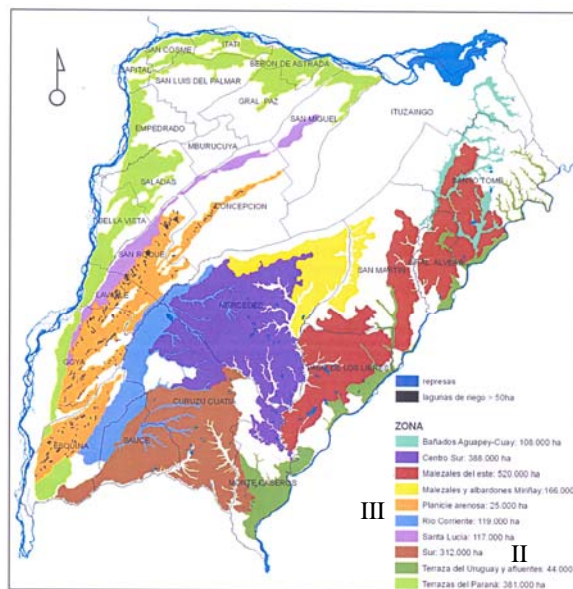 ITATI
SAN COSME
CAPITAL
BERON DE ASTRADA
SAN LUIS DEL PALMAR
GRAL. PAZ
ITUZAINGO
SAN MIGUEL
EMPEDRADO
MBURUCUYA
SANTO TOME
SALADAS
CONCEPCION
BELLA VISTA
SAN ROQUE
SAN MARTIN
GRAL. ALVEAR
LAVALLE
MERCEDES
GOYA
PASO DE LOS LIBRES
CURUZU CUATIA
SAUCE
ESQUINA
MONTE CASEROS
represas
lagunas de riego > 50ha
ZONA
Bañados Aguapey-Cuay: 108.000 ha
Centro Sur: 388.000 ha
Malezales del este: 520.000 ha
Malezales y albardones Miriñay:166.000
Planicie arenosa: 25.000 ha
Rio Corriente: 119.000 ha
Santa Lucia: 117.000 ha
Sur: 312.000 ha
Terraza del Uruguay y afluentes: 44.000
Terrazas del Paraná: 381.000 ha
III
II